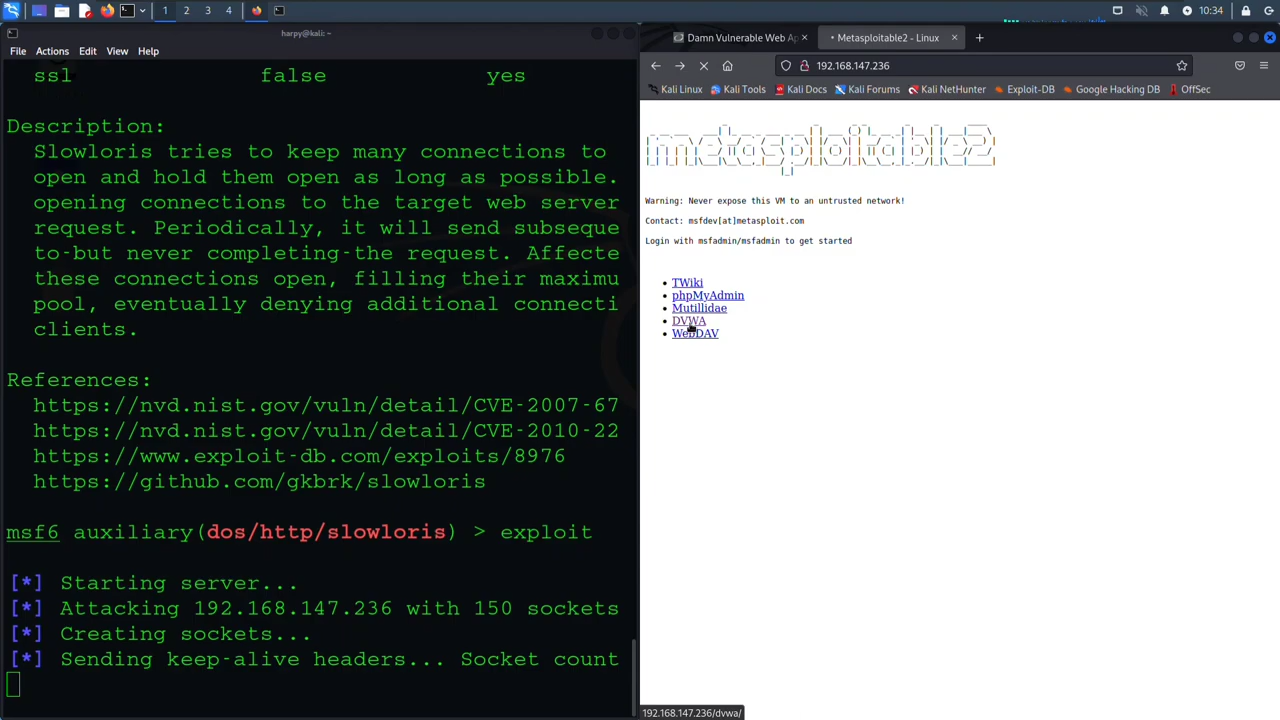 1 2 3 4 10:34
harpy@kali: ~
File Actions Edit View Help
ssl false yes
Description:
Slowloris tries to keep many connections to
open and hold them open as long as possible.
opening connections to the target web server
request. Periodically, it will send subseque
to-but never completing-the request. Affecte
these connections open, filling their maximu
pool, eventually denying additional connecti
clients.
References:
https://nvd.nist.gov/vuln/detail/CVE-2007-67
https://nvd.nist.gov/vuln/detail/CVE-2010-22
https://www.exploit-db.com/exploits/8976
https://github.com/gkbrk/slowloris
msf6 auxiliary(dos/http/slowloris) > exploit
[*] Starting server...
[*] Attacking 192.168.147.236 with 150 sockets
[*] Creating sockets...
[*] Sending keep-alive headers... Socket count
Damn Vulnerable Web Ap
Metasploitable2 - Linux
192.168.147.236
Kali Linux Kali Tools Kali Docs Kali Forums Kali NetHunter Exploit-DB Google Hacking DB OffSec
metasploitable2
Warning: Never expose this VM to an untrusted network!
Contact: msfdev[at]metasploit.com
Login with msfadmin/msfadmin to get started
TWiki
phpMyAdmin
Mutillidae
DVWA
WebDAV
192.168.147.236/dvwa/